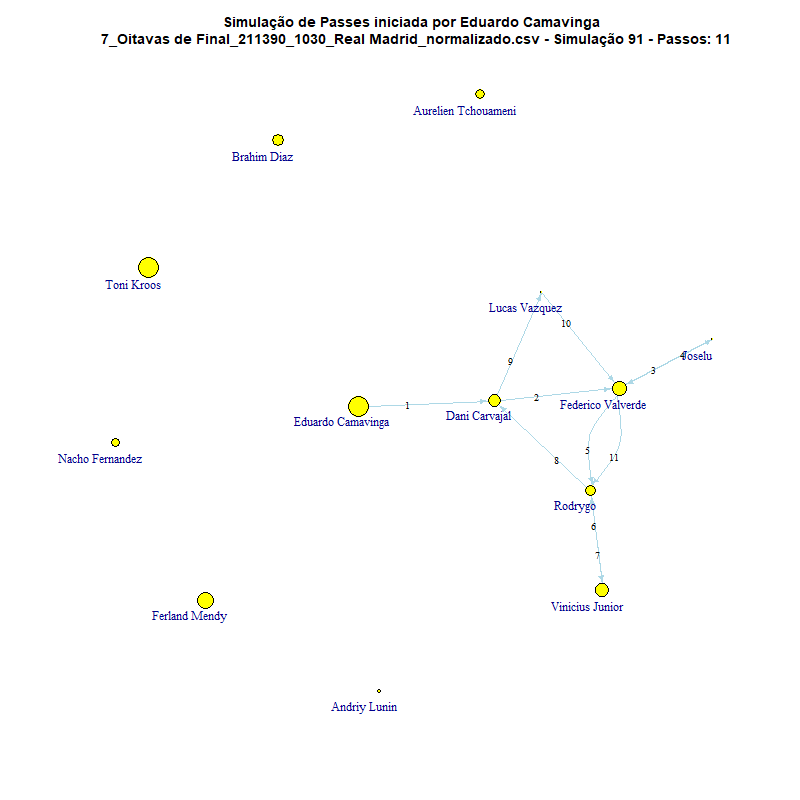 Simulação de Passes iniciada por Eduardo Camavinga
7_Oitavas de Final_211390_1030_Real Madrid_normalizado.csv - Simulação 91 - Passos: 11
Aurelien Tchouameni
Brahim Diaz
Toni Kroos
Lucas Vazquez
10
Joselu
4
3
9
2
1
Federico Valverde
Dani Carvajal
Eduardo Camavinga
5
11
8
Nacho Fernandez
Rodrygo
6
7
Vinicius Junior
Ferland Mendy
Andriy Lunin